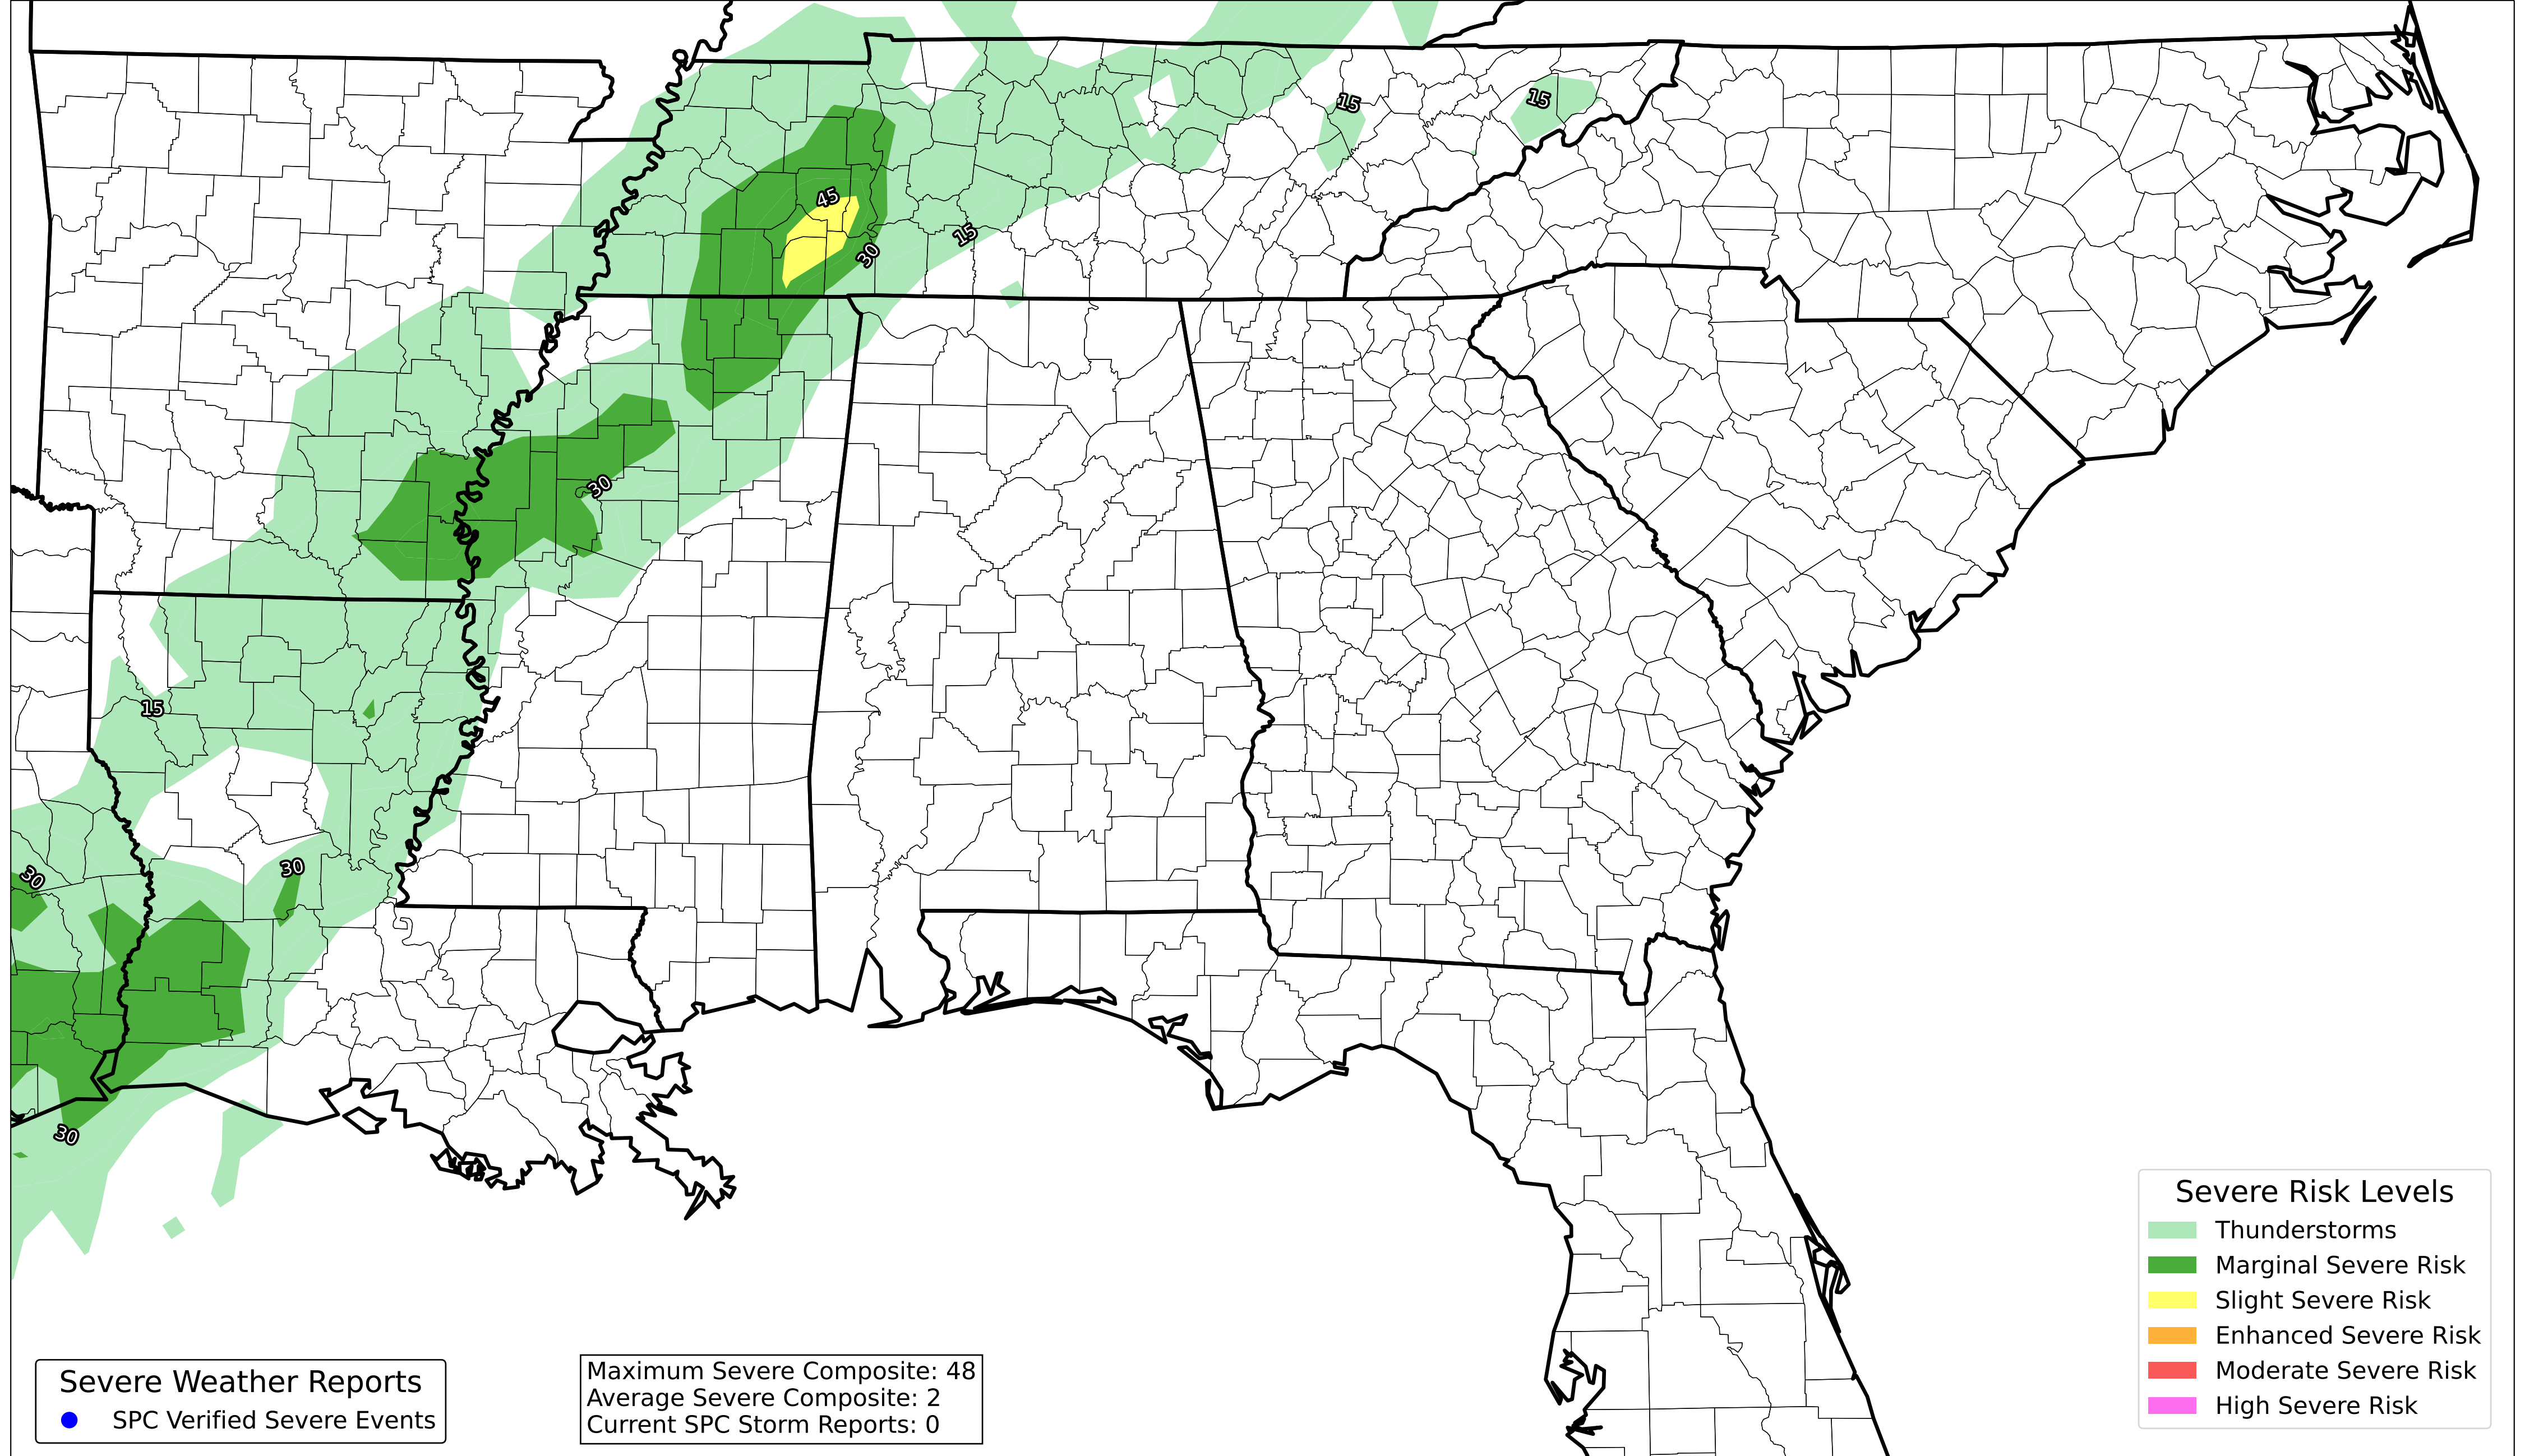 15
15
45
15
30
30
15
30
30
30
Severe Risk Levels
Thunderstorms
Marginal Severe Risk
Slight Severe Risk
Enhanced Severe Risk
Moderate Severe Risk
High Severe Risk
Severe Weather Reports
SPC Verified Severe Events
Maximum Severe Composite: 48
Average Severe Composite: 2
Current SPC Storm Reports: 0